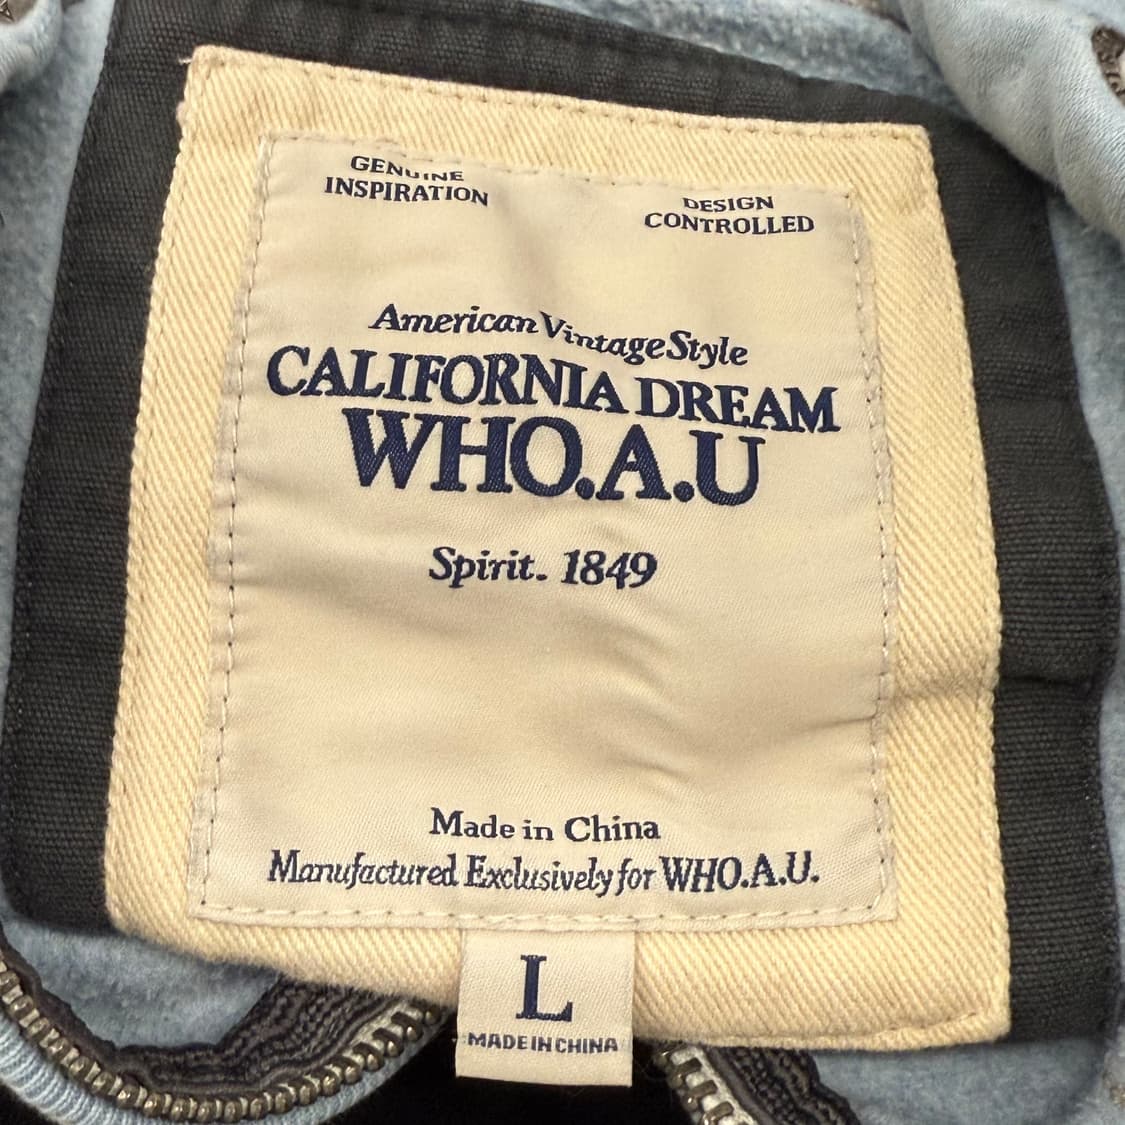 GENUINE
INSPIRATION
DESIGN
CONTROLLED
American Vintage Style
CALIFORNIA DREAM
WHO.A.U
Spirit. 1849
Made in China
Manufactured Exclusively for WHO.A.U.
L
MADE IN CHINA